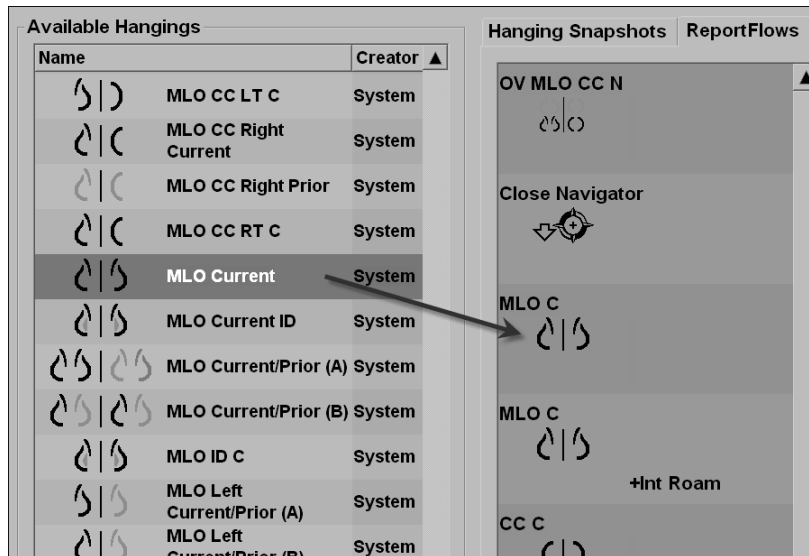 Available Hangings
Name Creator
MLO CC LT C System
MLO CC Right
Current System
MLO CC Right Prior System
MLO CC RT C System
MLO Current System
MLO Current ID System
MLO Current/Prior (A) System
MLO Current/Prior (B) System
MLO ID C System
MLO Left
Current/Prior (A) System
MLO Left
Current/Prior (B) System
Hanging Snapshots ReportFlows
OV MLO CC N
Close Navigator
MLO C
MLO C
+Int Roam
CC C